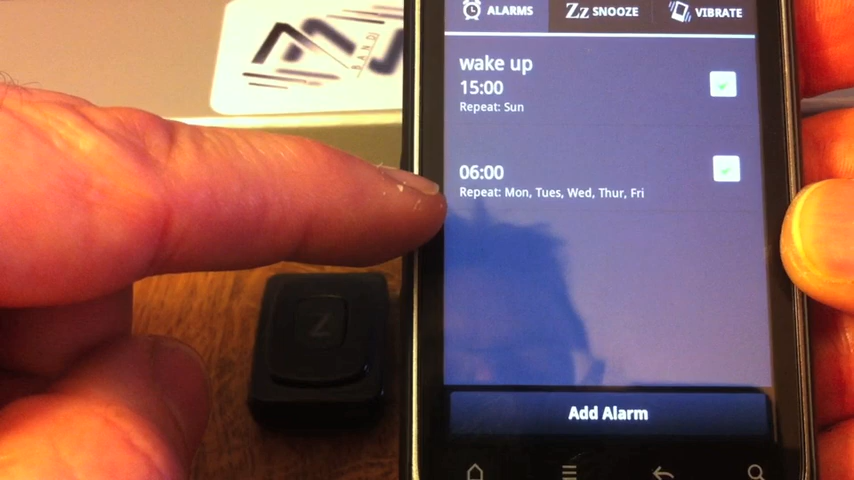 ALARMS
Zz SNOOZE
VIBRATE
wake up
15:00
Repeat: Sun
06:00
Repeat: Mon, Tues, Wed, Thur, Fri
Add Alarm
Z